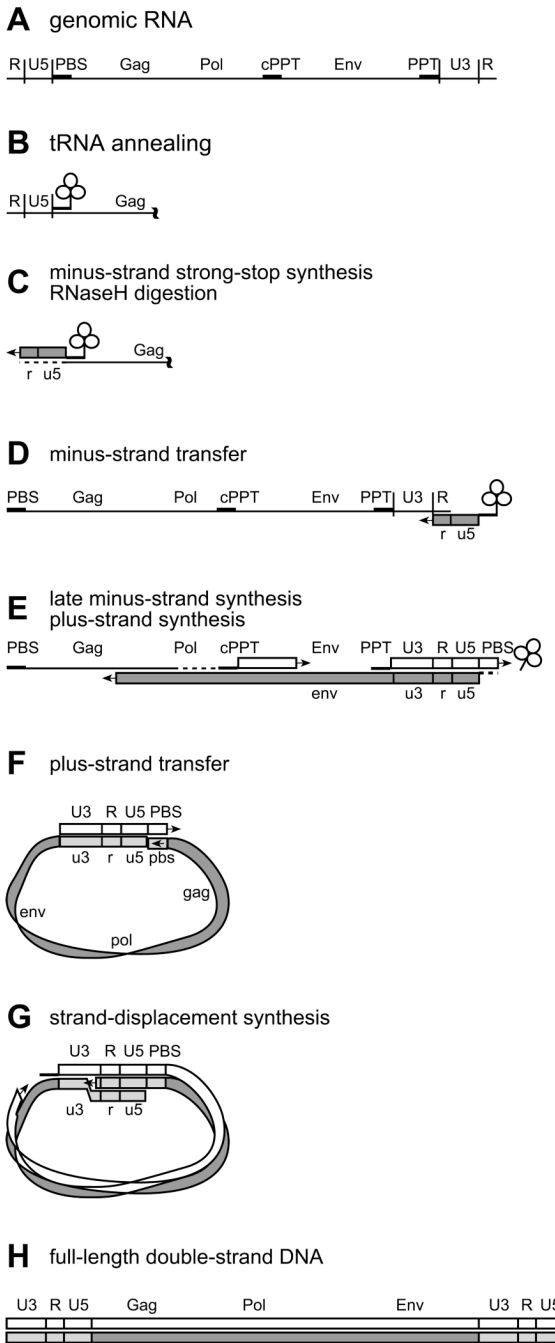 A genomic RNA
R U5 PBS Gag Pol cPPT Env PPT U3 R
B tRNA annealing
R U5 Gag
C minus-strand strong-stop synthesis
RNaseH digestion
Gag
r u5
D minus-strand transfer
PBS Gag Pol cPPT Env PPT U3 R
r u5
E late minus-strand synthesis
plus-strand synthesis
PBS Gag Pol cPPT Env PPT U3 R U5 PBS
env u3 r u5
F plus-strand transfer
U3 R U5 PBS
u3 r u5 pbs
gag
env
pol
G strand-displacement synthesis
U3 R U5 PBS
u3 r u5
H full-length double-strand DNA
U3 R U5 Gag Pol Env U3 R U5